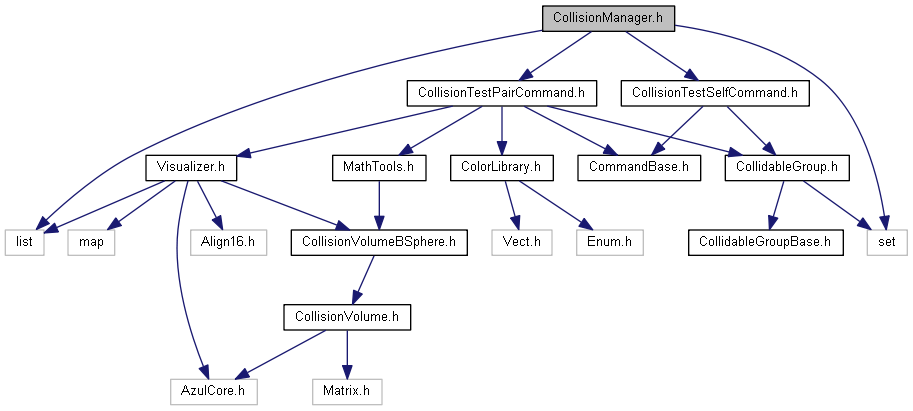 CollisionManager.h
CollisionTestPairCommand.h
CollisionTestSelfCommand.h
Visualizer.h
MathTools.h
ColorLibrary.h
CommandBase.h
CollidableGroup.h
list
map
Align16.h
CollisionVolumeBSphere.h
Vect.h
Enum.h
CollidableGroupBase.h
set
CollisionVolume.h
AzulCore.h
Matrix.h